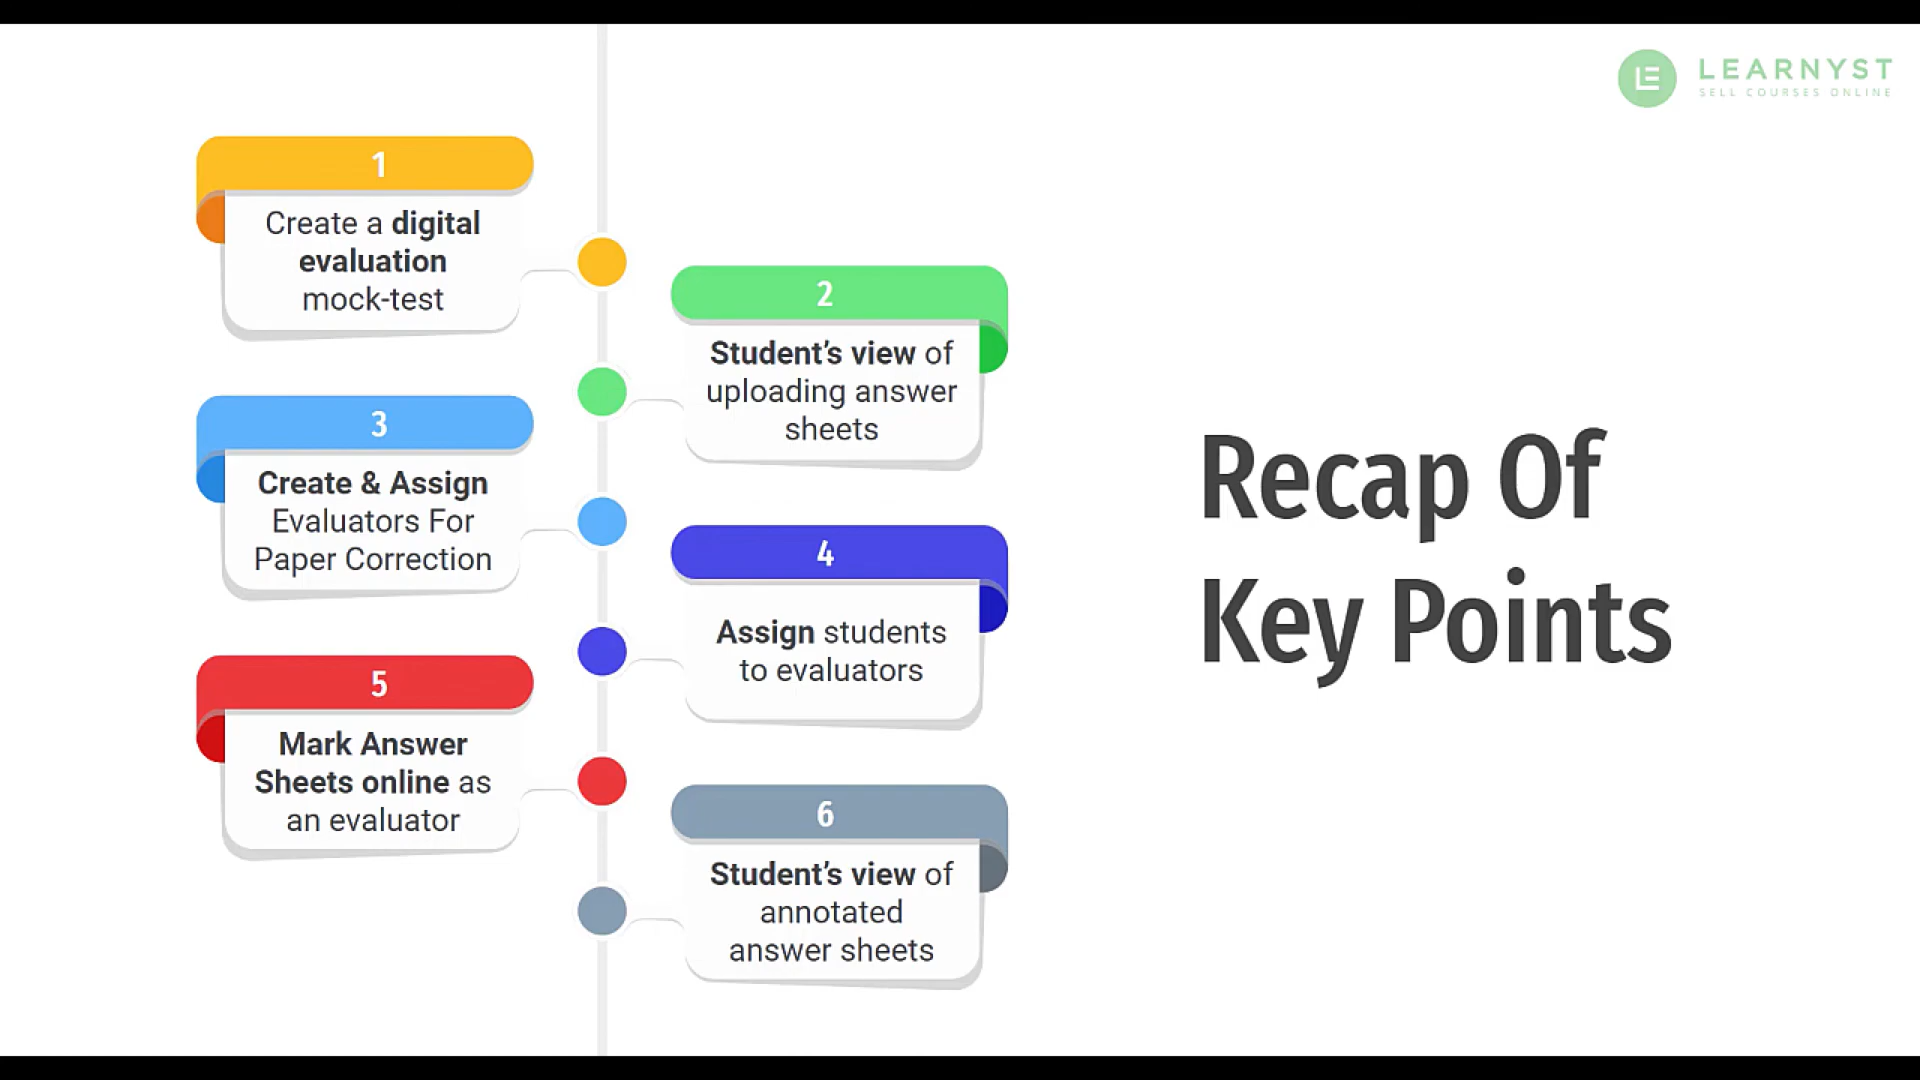 LEARNYST
SELL COURSES ONLINE
1
Create a digital
evaluation
mock-test
2
Student’s view of
uploading answer
sheets
3
Create & Assign
Evaluators For
Paper Correction
4
Assign students
to evaluators
5
Mark Answer
Sheets online as
an evaluator
6
Student’s view of
annotated
answer sheets
Recap Of
Key Points